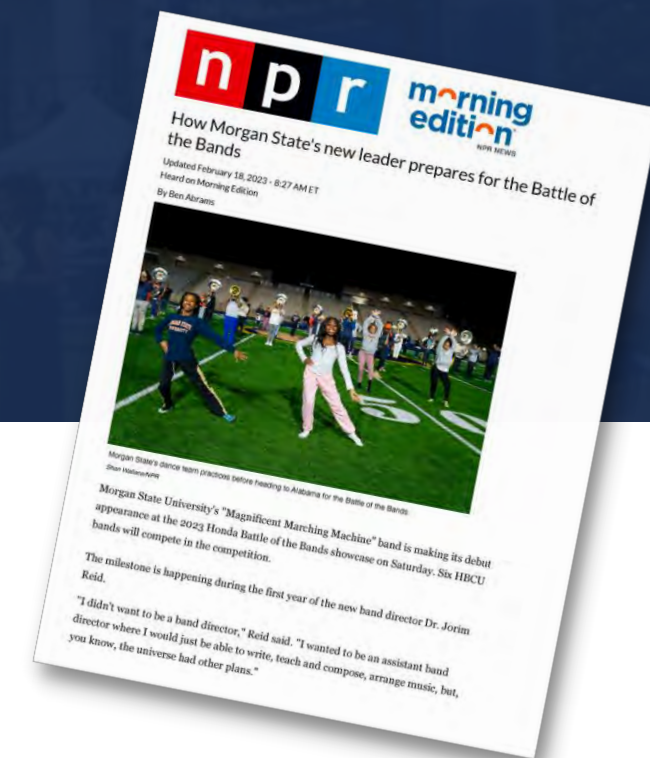 npr
morning
edition
NPR NEWS
How Morgan State's new leader prepares for the Battle of
the Bands
Updated February 18, 2023 · 8:27 AM ET
Heard on Morning Edition
By Ben Abrams
Morgan State's dance team practices before heading to Alabama for the Battle of the Bands.
Shan Wallace/NPR
Morgan State University's "Magnificent Marching Machine" band is making its debut
appearance at the 2023 Honda Battle of the Bands showcase on Saturday. Six HBCU
bands will compete in the competition.
The milestone is happening during the first year of the new band director Dr. Jorim
Reid.
"I didn't want to be a band director," Reid said. "I wanted to be an assistant band
director where I would just be able to write, teach and compose, arrange music, but,
you know, the universe had other plans."